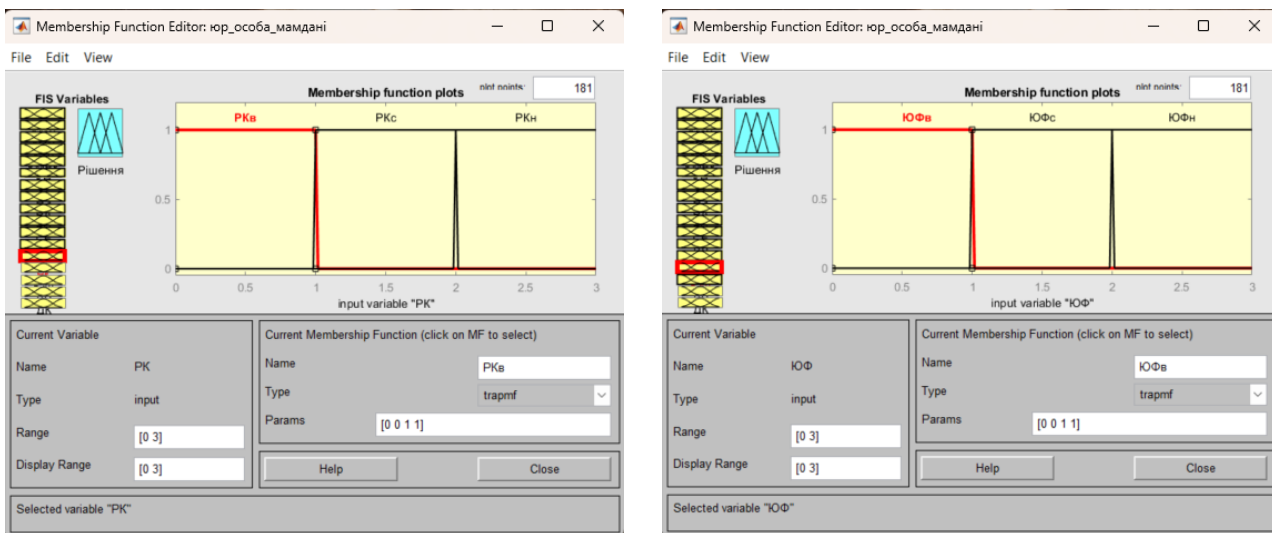 Membership Function Editor: юр_особа_мамдані
File Edit View
FIS Variables
Рішення
ДК
Membership function plots
plot points:
181
PКв PКс PКн
1
0.5
0
0 0.5 1 1.5 2 2.5 3
input variable "РК"
Current Variable
Name РК
Type input
Range [0 3]
Display Range [0 3]
Current Membership Function (click on MF to select)
Name РКв
Type trapmf
Params [0 0 1 1]
Help Close
Selected variable "РК"
Membership Function Editor: юр_особа_мамдані
File Edit View
FIS Variables
Рішення
ДК
Membership function plots
plot points:
181
ЮФв ЮФс ЮФн
1
0.5
0
0 0.5 1 1.5 2 2.5 3
input variable "ЮФ"
Current Variable
Name ЮФ
Type input
Range [0 3]
Display Range [0 3]
Current Membership Function (click on MF to select)
Name ЮФв
Type trapmf
Params [0 0 1 1]
Help Close
Selected variable "ЮФ"